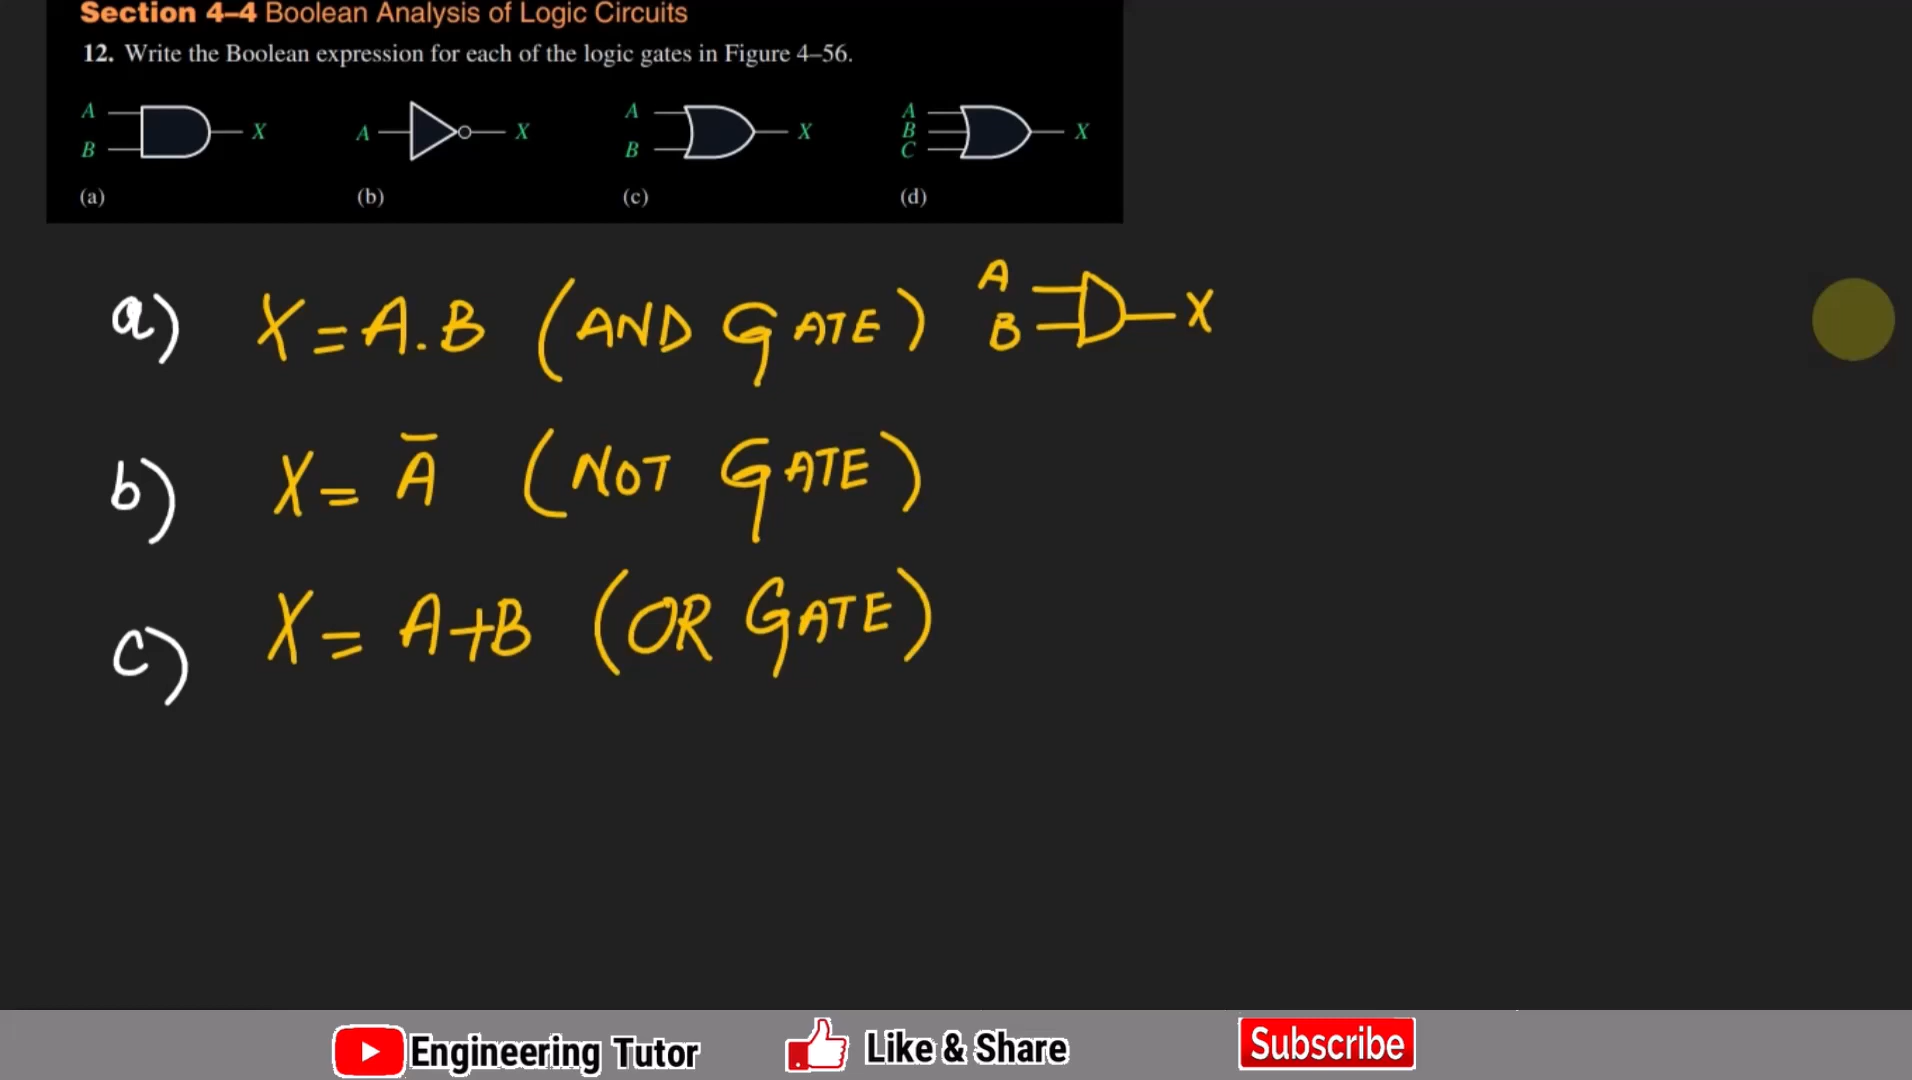 Section 4–4 Boolean Analysis of Logic Circuits
12. Write the Boolean expression for each of the logic gates in Figure 4–56.
A B X
A X
A B X
A B C X
(a) (b) (c) (d)
a) X = A.B (AND GATE) A B X
b) X = A̅ (NOT GATE)
c) X = A+B (OR GATE)
Engineering Tutor Like & Share Subscribe